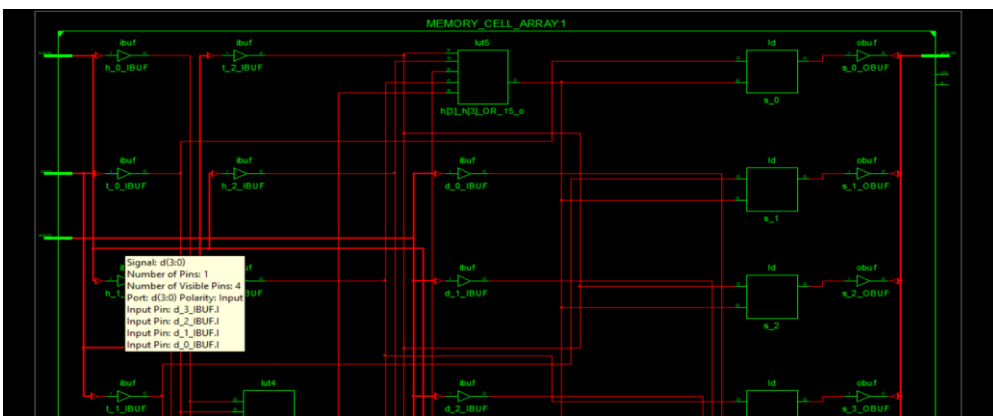 MEMORY_CELL_ARRAY:1
ibuf
ibuf
lut5
ld
obuf
h_0_IBUF
t_2_IBUF
s_0
s_0_OBUF
h[3]_h[3]_OR_15_o
ibuf
ibuf
ibuf
ld
obuf
t_0_IBUF
h_2_IBUF
d_0_IBUF
s_1_OBUF
s_1
Signal: d(3:0)
Number of Pins: 1
Number of Visible Pins: 4
Port: d(3:0) Polarity: Input
Input Pin: d_3_IBUF.I
Input Pin: d_2_IBUF.I
Input Pin: d_1_IBUF.I
Input Pin: d_0_IBUF.I
h_1
BUF
ibuf
ld
obuf
d_1_IBUF
s_2_OBUF
s_2
ibuf
lut4
ibuf
ld
obuf
t_1_IBUF
d_2_IBUF
s_3_OBUF